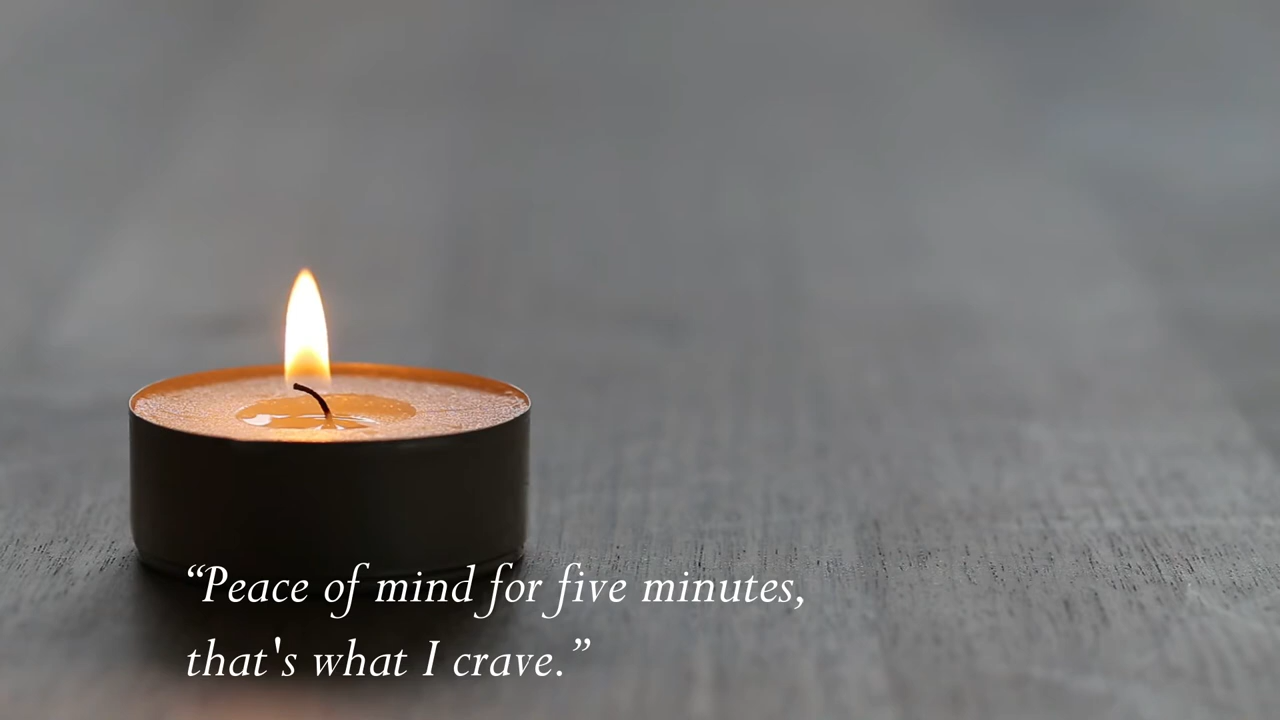 “Peace of mind for five minutes,
that's what I crave.”